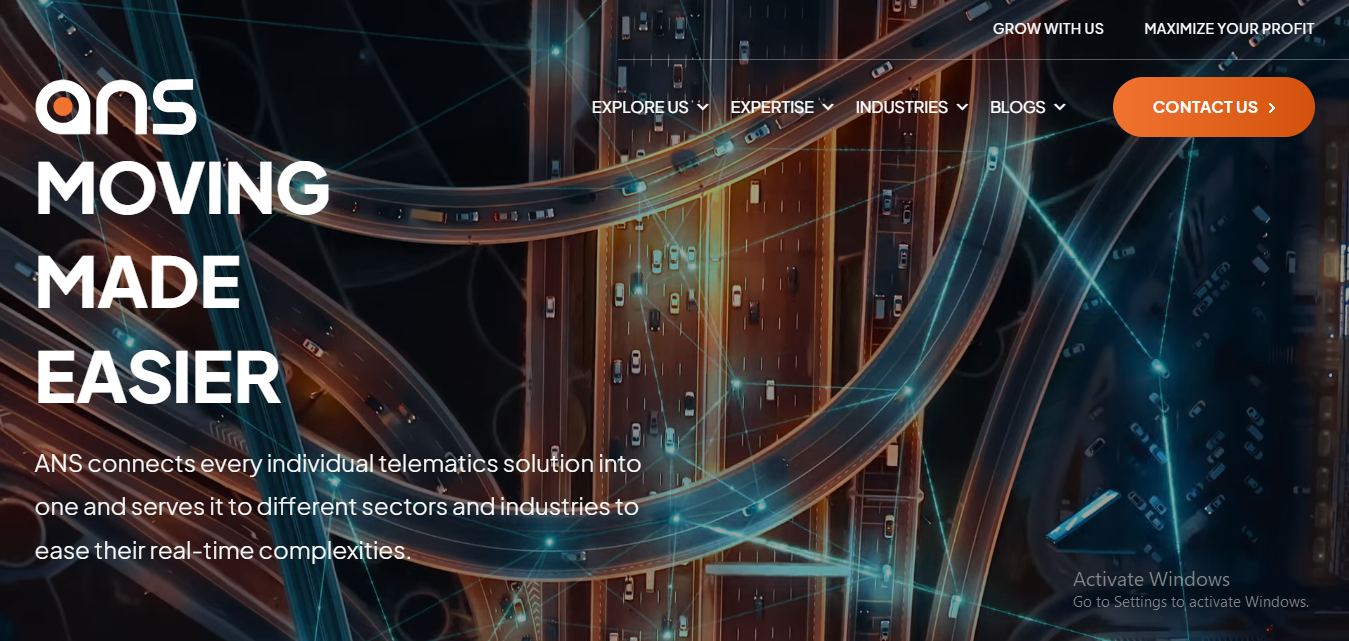 GROW WITH US
MAXIMIZE YOUR PROFIT
ans
EXPLORE US
EXPERTISE
INDUSTRIES
BLOGS
CONTACT US
MOVING
MADE
EASIER
ANS connects every individual telematics solution into
one and serves it to different sectors and industries to
ease their real-time complexities.
Activate Windows
Go to Settings to activate Windows.